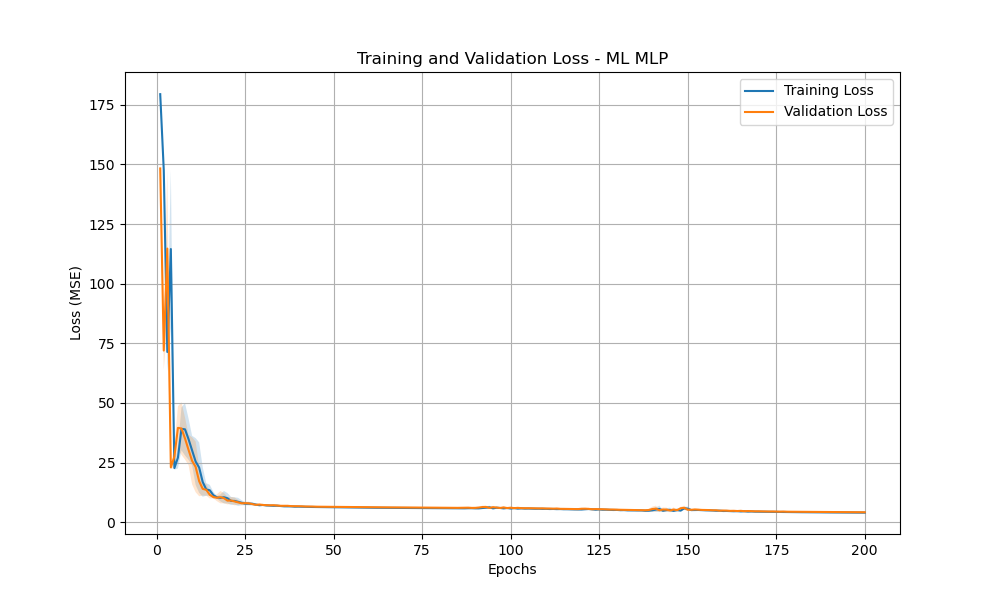 Training and Validation Loss - ML MLP
Training Loss
Validation Loss
Loss (MSE)
175
150
125
100
75
50
25
0
0 25 50 75 100 125 150 175 200
Epochs